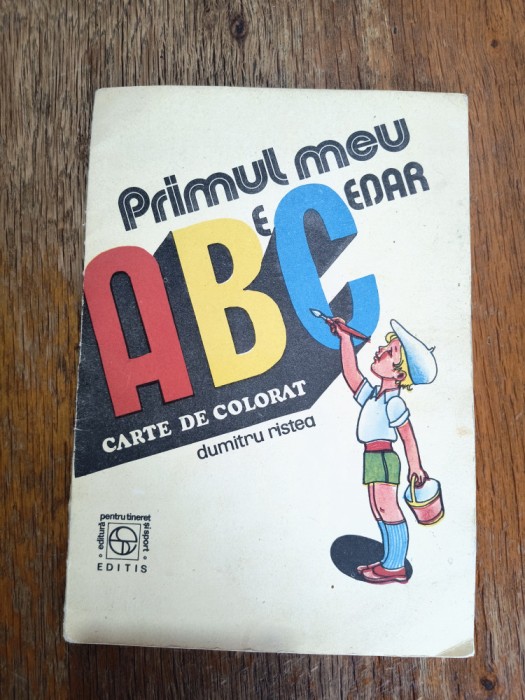 Primul meu
ABeCEDAR
CARTE DE COLORAT
dumitru ristea
editură pentru tineret și sport
EDITIS